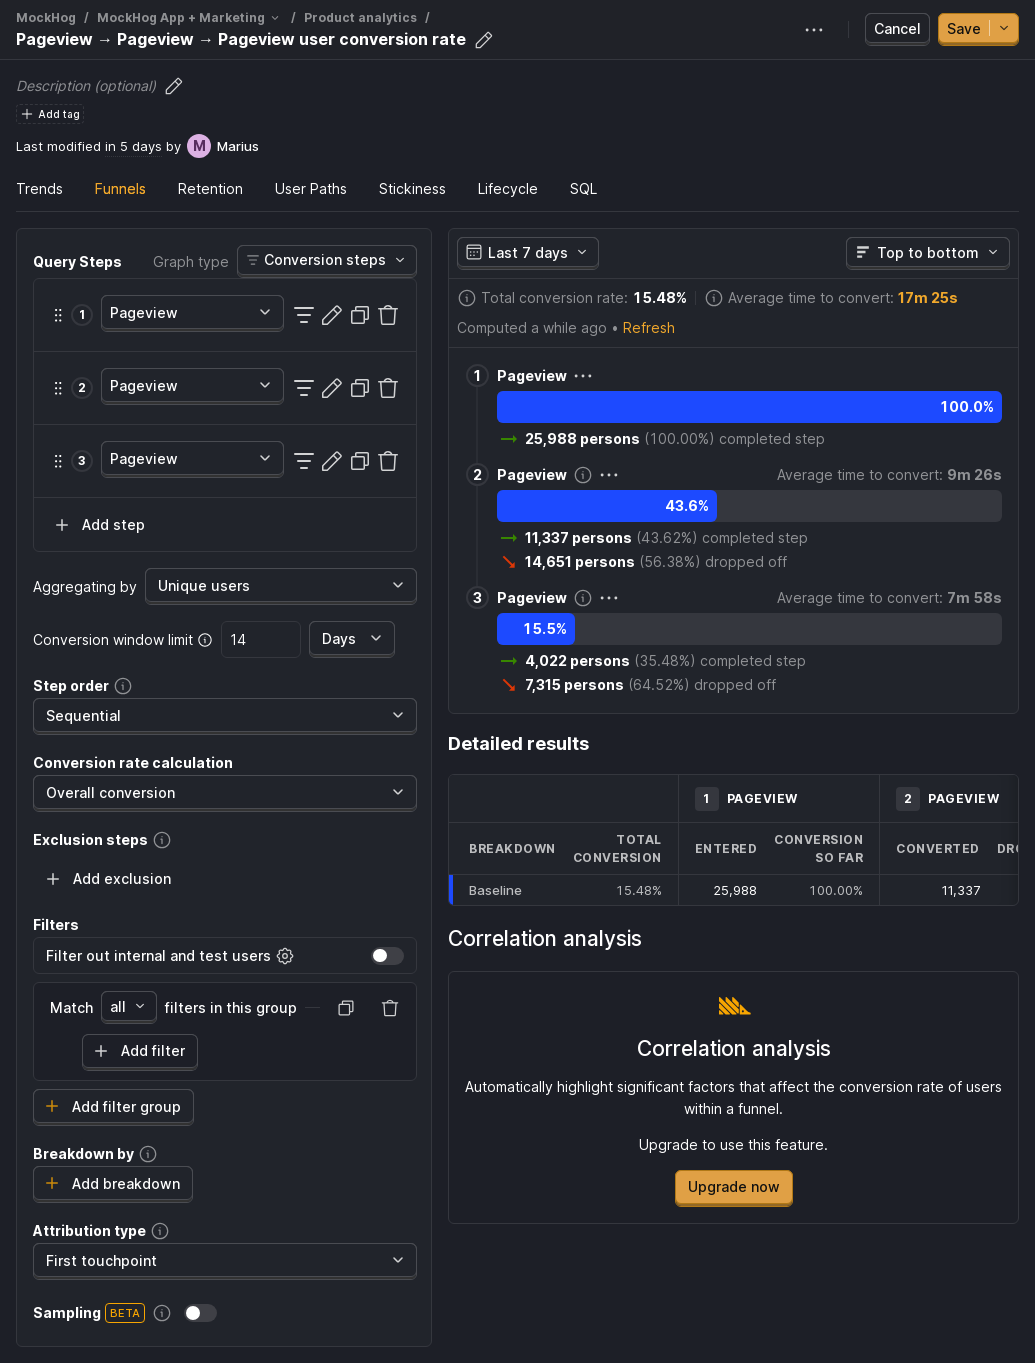 MockHog / MockHog App + Marketing / Product analytics /
Pageview → Pageview → Pageview user conversion rate
Cancel
Save
Description (optional)
Add tag
Last modified in 5 days by M Marius
Trends Funnels Retention User Paths Stickiness Lifecycle SQL
Query Steps Graph type Conversion steps
1 Pageview
2 Pageview
3 Pageview
Add step
Aggregating by Unique users
Conversion window limit 14 Days
Step order
Sequential
Conversion rate calculation
Overall conversion
Exclusion steps
Add exclusion
Filters
Filter out internal and test users
Match all filters in this group
Add filter
Add filter group
Breakdown by
Add breakdown
Attribution type
First touchpoint
Sampling BETA
Last 7 days Top to bottom
Total conversion rate: 15.48% Average time to convert: 17m 25s
Computed a while ago • Refresh
1 Pageview
100.0%
25,988 persons (100.00%) completed step
2 Pageview Average time to convert: 9m 26s
43.6%
11,337 persons (43.62%) completed step
14,651 persons (56.38%) dropped off
3 Pageview Average time to convert: 7m 58s
15.5%
4,022 persons (35.48%) completed step
7,315 persons (64.52%) dropped off
Detailed results
1 PAGEVIEW 2 PAGEVIEW
BREAKDOWN TOTAL CONVERSION ENTERED CONVERSION SO FAR CONVERTED
Baseline 15.48% 25,988 100.00% 11,337
Correlation analysis
Correlation analysis
Automatically highlight significant factors that affect the conversion rate of users
within a funnel.
Upgrade to use this feature.
Upgrade now